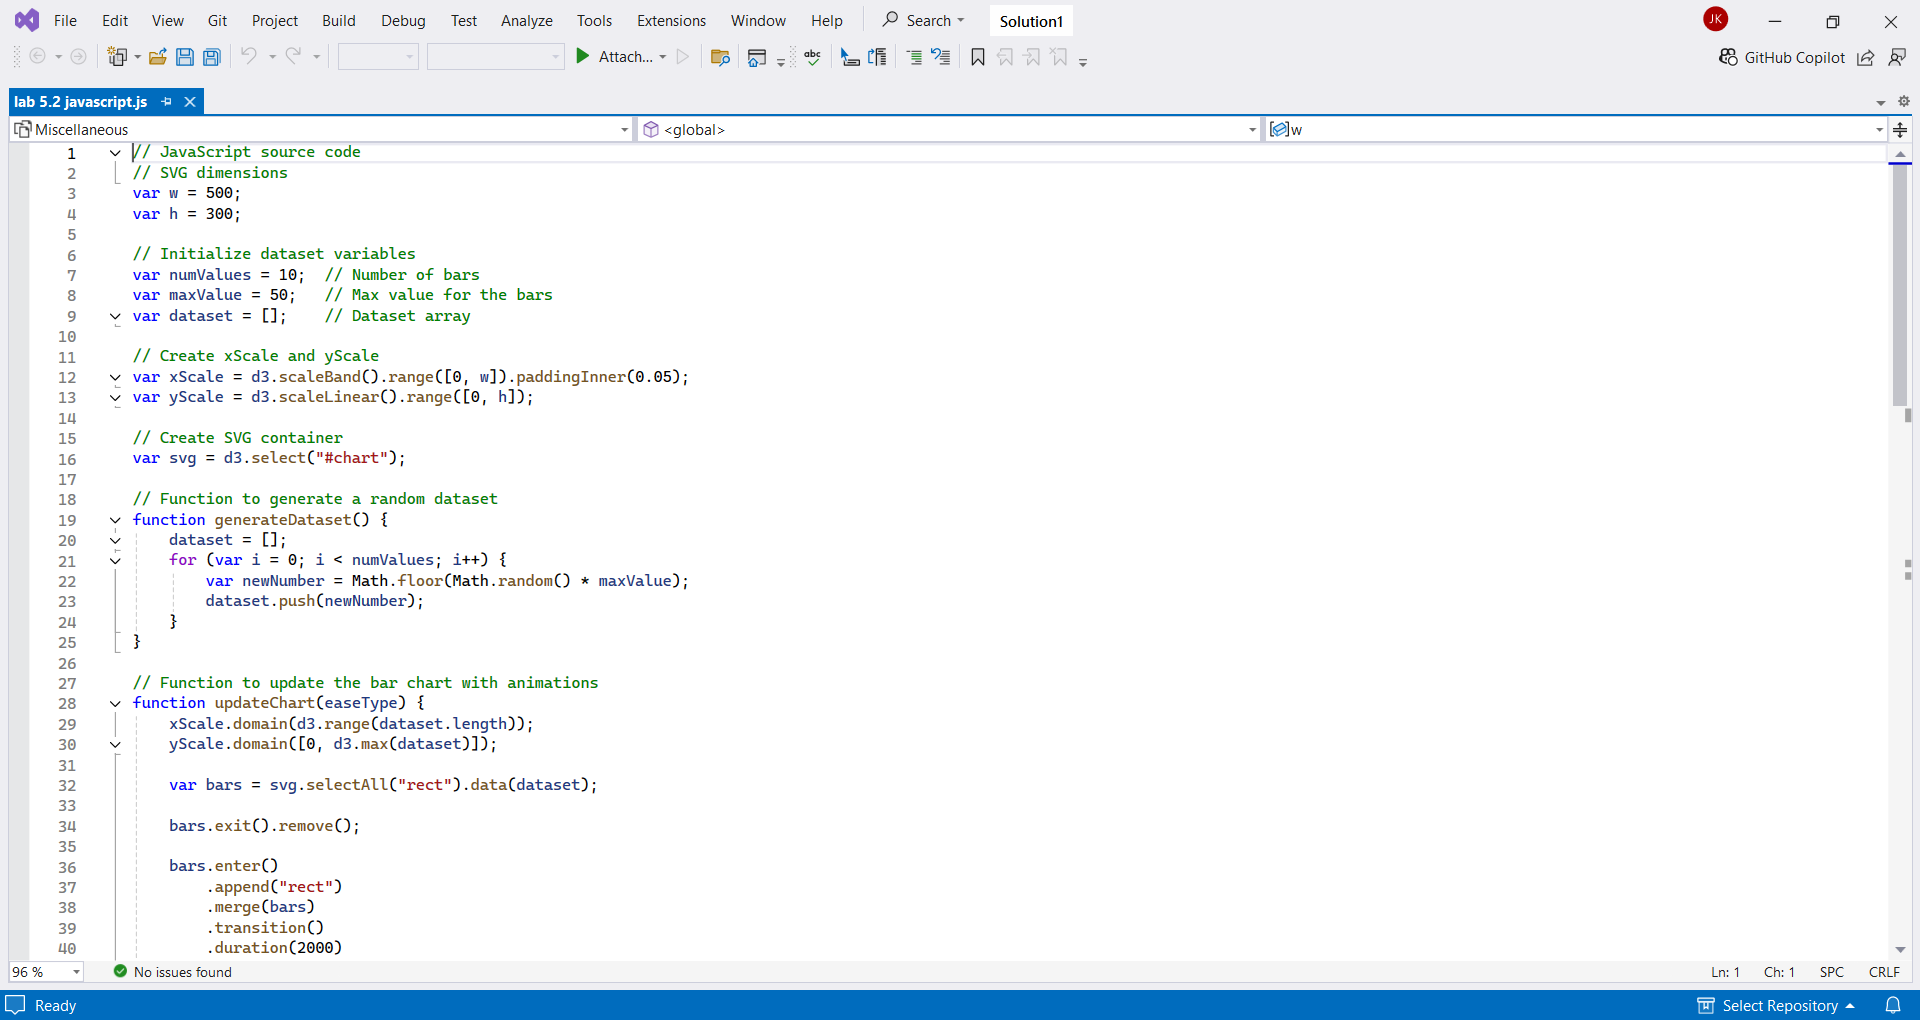 File Edit View Git Project Build Debug Test Analyze Tools Extensions Window Help Search Solution1 JK
Attach... abc GitHub Copilot
lab 5.2 javascript.js
Miscellaneous <global> w
1 // JavaScript source code
2 // SVG dimensions
3 var w = 500;
4 var h = 300;
5
6 // Initialize dataset variables
7 var numValues = 10;  // Number of bars
8 var maxValue = 50;   // Max value for the bars
9 var dataset = [];    // Dataset array
10
11 // Create xScale and yScale
12 var xScale = d3.scaleBand().range([0, w]).paddingInner(0.05);
13 var yScale = d3.scaleLinear().range([0, h]);
14
15 // Create SVG container
16 var svg = d3.select("#chart");
17
18 // Function to generate a random dataset
19 function generateDataset() {
20     dataset = [];
21     for (var i = 0; i < numValues; i++) {
22         var newNumber = Math.floor(Math.random() * maxValue);
23         dataset.push(newNumber);
24     }
25 }
26
27 // Function to update the bar chart with animations
28 function updateChart(easeType) {
29     xScale.domain(d3.range(dataset.length));
30     yScale.domain([0, d3.max(dataset)]);
31
32     var bars = svg.selectAll("rect").data(dataset);
33
34     bars.exit().remove();
35
36     bars.enter()
37         .append("rect")
38         .merge(bars)
39         .transition()
40         .duration(2000)
96 % No issues found Ln: 1 Ch: 1 SPC CRLF
Ready Select Repository